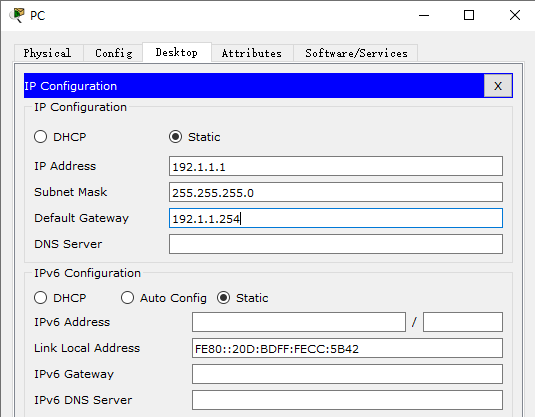 PC
Physical Config Desktop Attributes Software/Services
IP Configuration X
IP Configuration
DHCP Static
IP Address 192.1.1.1
Subnet Mask 255.255.255.0
Default Gateway 192.1.1.254
DNS Server
IPv6 Configuration
DHCP Auto Config Static
IPv6 Address /
Link Local Address FE80::20D:BDFF:FECC:5B42
IPv6 Gateway
IPv6 DNS Server